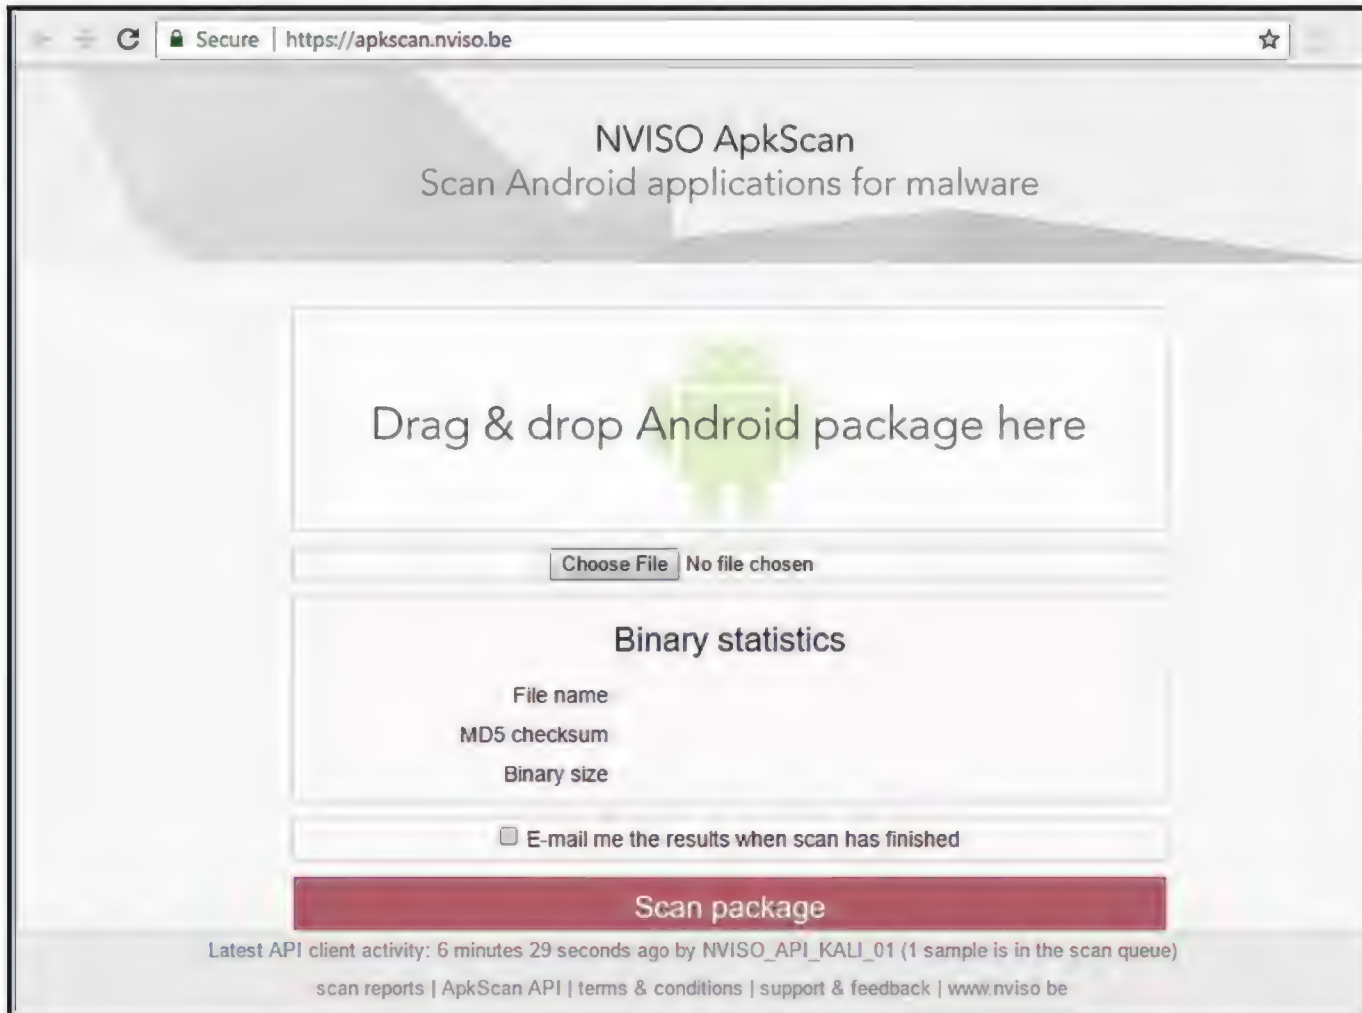 Secure | https://apkscan.nviso.be
NVISO ApkScan
Scan Android applications for malware
Drag & drop Android package here
Choose File No file chosen
Binary statistics
File name
MD5 checksum
Binary size
E-mail me the results when scan has finished
Scan package
Latest API client activity: 6 minutes 29 seconds ago by NVISO_API_KALI_01 (1 sample is in the scan queue)
scan reports | ApkScan API | terms & conditions | support & feedback | www.nviso be